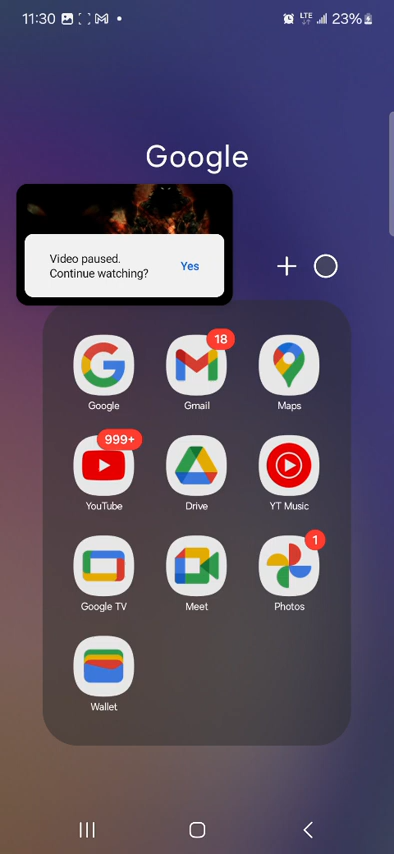 11:30 LTE 23%
Google
Video paused.
Continue watching? Yes
18
Google Gmail Maps
999+
YouTube Drive YT Music
1
Google TV Meet Photos
Wallet